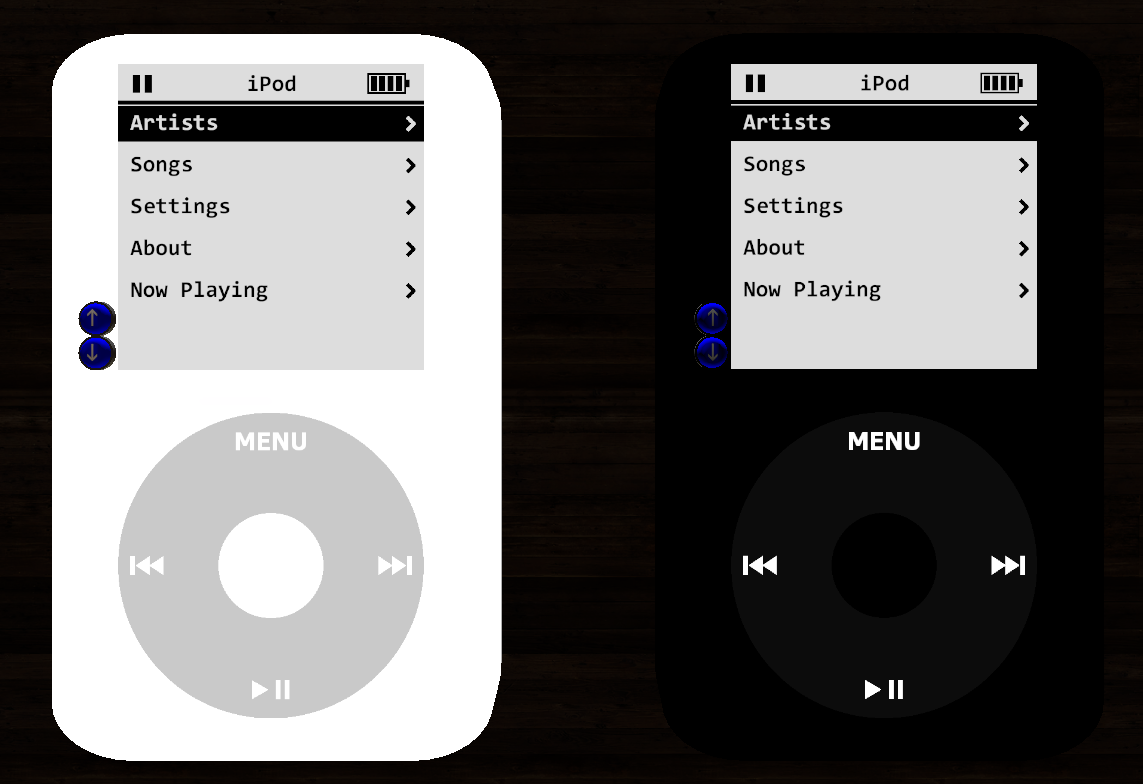 iPod
Artists
Songs
Settings
About
Now Playing
MENU
iPod
Artists
Songs
Settings
About
Now Playing
MENU